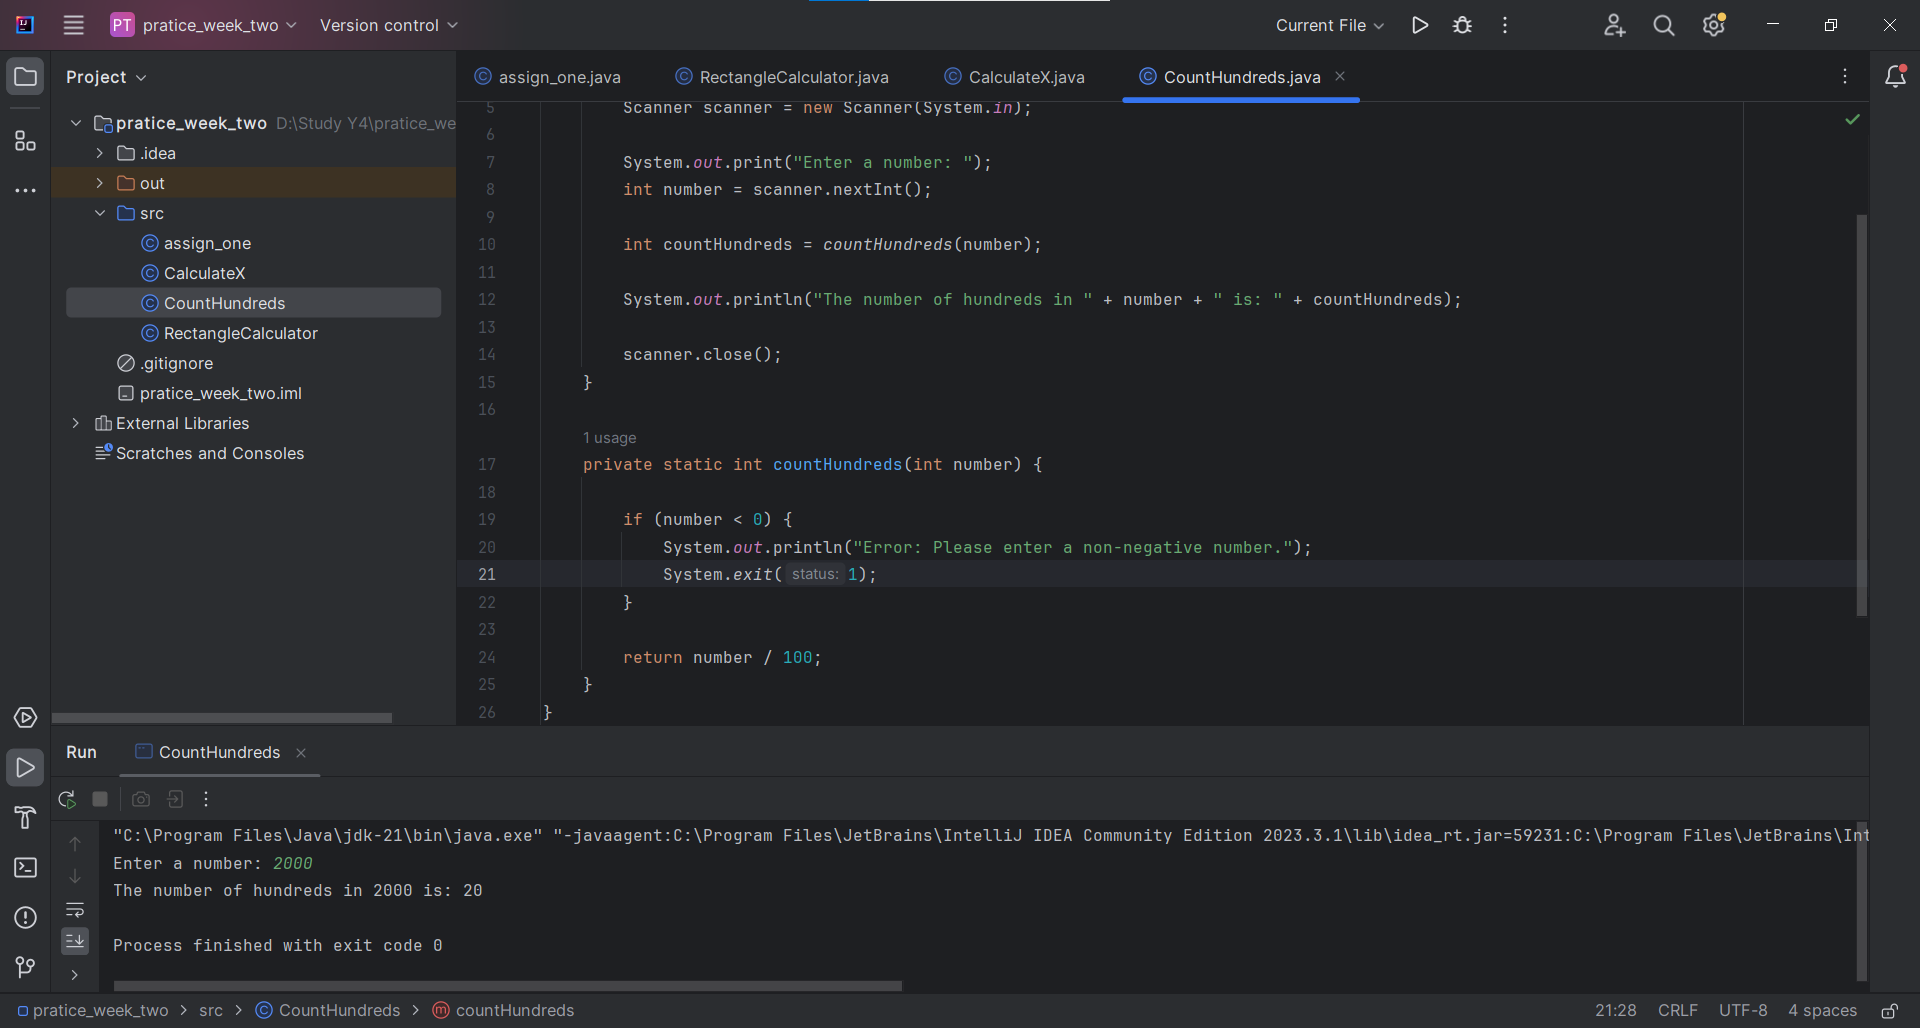 PT pratice_week_two Version control Current File
Project
assign_one.java RectangleCalculator.java CalculateX.java CountHundreds.java
pratice_week_two D:\Study Y4\pratice_we
.idea
out
src
assign_one
CalculateX
CountHundreds
RectangleCalculator
.gitignore
pratice_week_two.iml
External Libraries
Scratches and Consoles
5 Scanner scanner = new Scanner(System.in);
6
7 System.out.print("Enter a number: ");
8 int number = scanner.nextInt();
9
10 int countHundreds = countHundreds(number);
11
12 System.out.println("The number of hundreds in " + number + " is: " + countHundreds);
13
14 scanner.close();
15 }
16
1 usage
17 private static int countHundreds(int number) {
18
19 if (number < 0) {
20 System.out.println("Error: Please enter a non-negative number.");
21 System.exit( status: 1);
22 }
23
24 return number / 100;
25 }
26 }
Run CountHundreds
"C:\Program Files\Java\jdk-21\bin\java.exe" "-javaagent:C:\Program Files\JetBrains\IntelliJ IDEA Community Edition 2023.3.1\lib\idea_rt.jar=59231:C:\Program Files\JetBrains\Int
Enter a number: 2000
The number of hundreds in 2000 is: 20
Process finished with exit code 0
pratice_week_two > src > CountHundreds > countHundreds 21:28 CRLF UTF-8 4 spaces